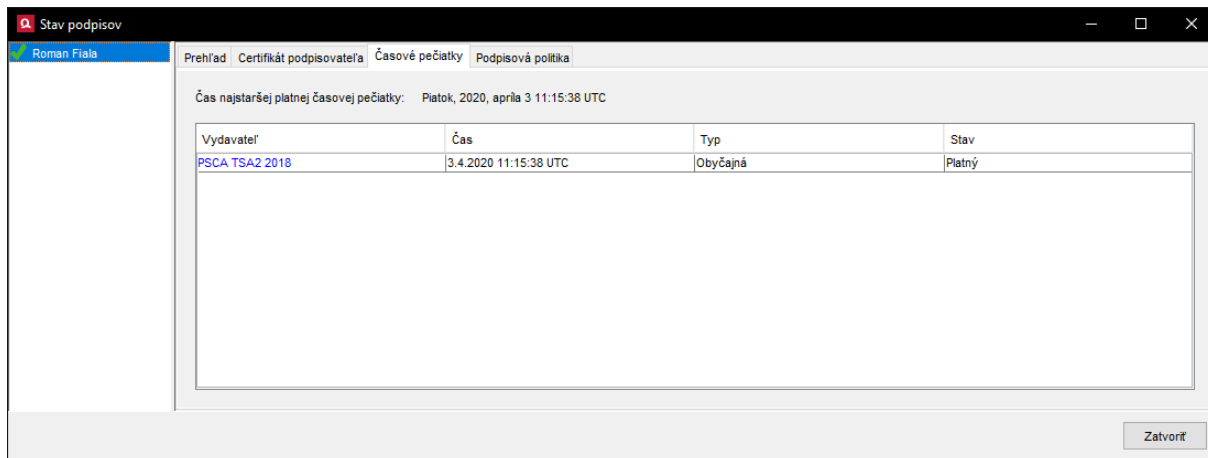 Stav podpisov
Roman Fiala
Prehľad Certifikát podpisovateľa Časové pečiatky Podpisová politika
Čas najstaršej platnej časovej pečiatky: Piatok, 2020, apríla 3 11:15:38 UTC
Vydavateľ Čas Typ Stav
PSCA TSA2 2018 3.4.2020 11:15:38 UTC Obyčajná Platný
Zatvoriť